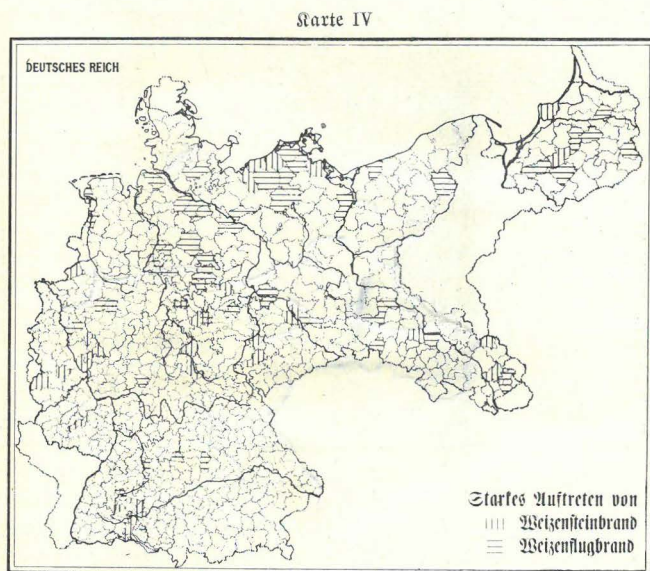 Karte IV
DEUTSCHES REICH
Starkes Auftreten von
Weizensteinbrand
Weizenflugbrand